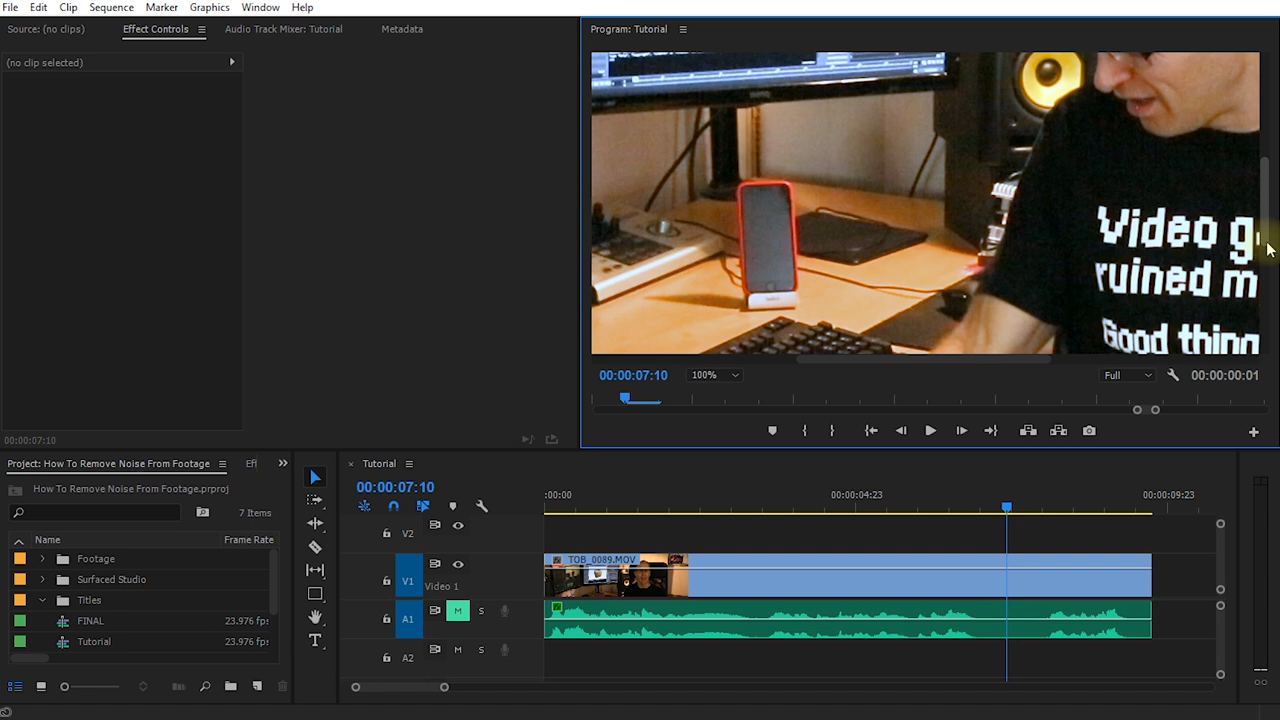 File Edit Clip Sequence Marker Graphics Window Help
Source: (no clips) Effect Controls Audio Track Mixer: Tutorial Metadata
(no clip selected)
00:00:07:10
Program: Tutorial
Video g
ruined m
Good thing
00:00:07:10 100% Full 00:00:00:01
Project: How To Remove Noise From Footage Eff
How To Remove Noise From Footage.prproj
7 Items
Name Frame Rate
Footage
Surfaced Studio
Titles
FINAL 23.976 fps
Tutorial 23.976 fps
× Tutorial
00:00:07:10
:00:00 00:00:04:23 00:00:09:23
V2
TOB_0089.MOV
V1 Video 1
A1 M S
A2 M S